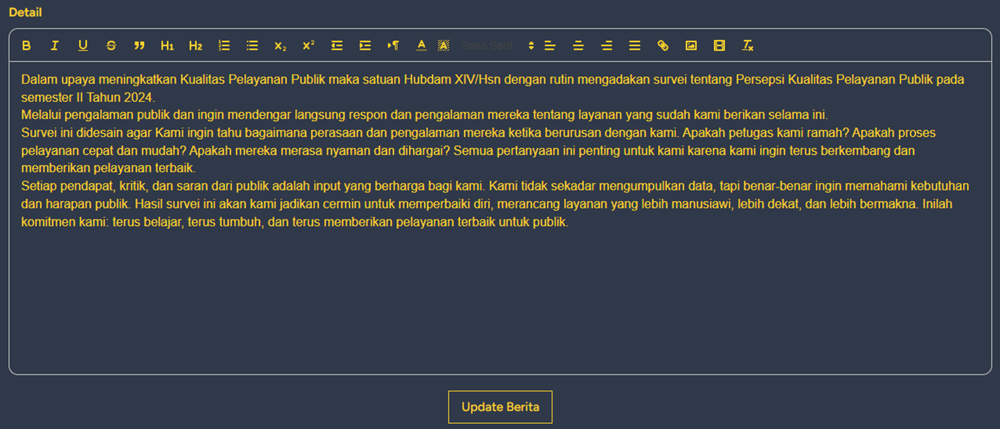 Detail
B I U S ” H1 H2 x₂ x² A A Sans Serif Tx
Dalam upaya meningkatkan Kualitas Pelayanan Publik maka satuan Hubdam XIV/Hsn dengan rutin mengadakan survei tentang Persepsi Kualitas Pelayanan Publik pada
semester II Tahun 2024.
Melalui pengalaman publik dan ingin mendengar langsung respon dan pengalaman mereka tentang layanan yang sudah kami berikan selama ini.
Survei ini didesain agar Kami ingin tahu bagaimana perasaan dan pengalaman mereka ketika berurusan dengan kami. Apakah petugas kami ramah? Apakah proses
pelayanan cepat dan mudah? Apakah mereka merasa nyaman dan dihargai? Semua pertanyaan ini penting untuk kami karena kami ingin terus berkembang dan
memberikan pelayanan terbaik.
Setiap pendapat, kritik, dan saran dari publik adalah input yang berharga bagi kami. Kami tidak sekadar mengumpulkan data, tapi benar-benar ingin memahami kebutuhan
dan harapan publik. Hasil survei ini akan kami jadikan cermin untuk memperbaiki diri, merancang layanan yang lebih manusiawi, lebih dekat, dan lebih bermakna. Inilah
komitmen kami: terus belajar, terus tumbuh, dan terus memberikan pelayanan terbaik untuk publik.
Update Berita